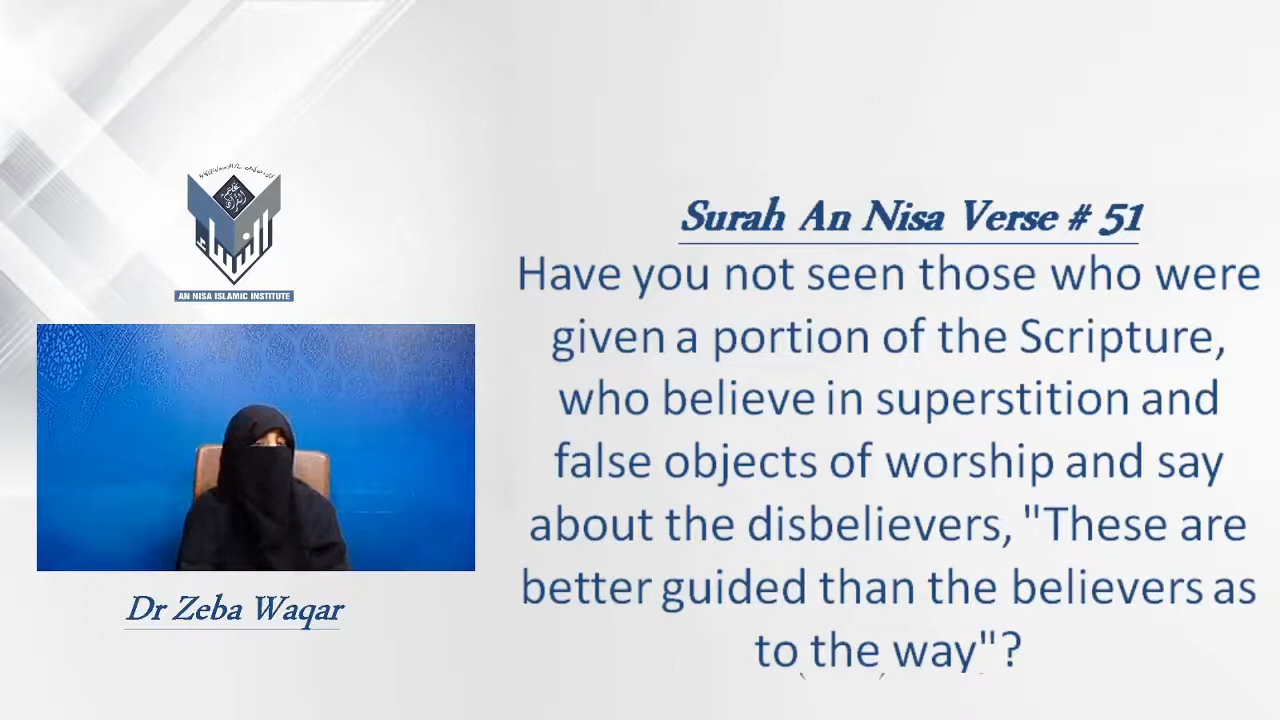 AN NISA ISLAMIC INSTITUTE
Dr Zeba Waqar
Surah An Nisa Verse # 51
Have you not seen those who were
given a portion of the Scripture,
who believe in superstition and
false objects of worship and say
about the disbelievers, "These are
better guided than the believers as
to the way"?